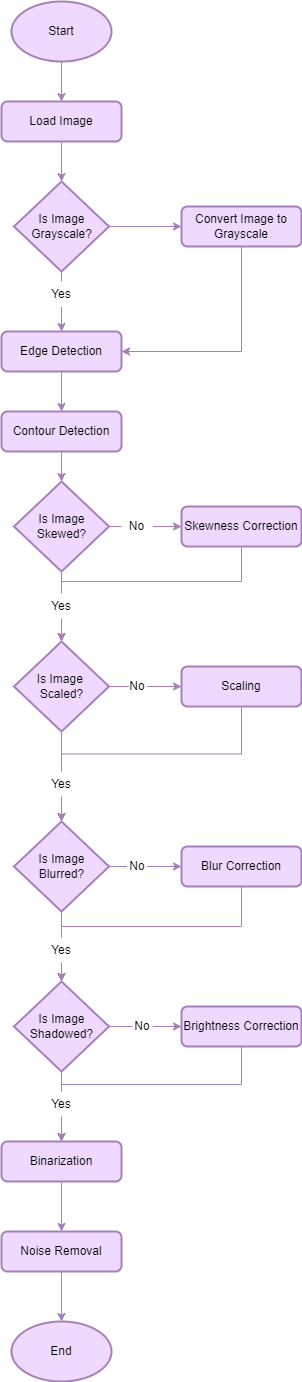 Start
Load Image
Is Image
Grayscale?
Convert Image to
Grayscale
Yes
Edge Detection
Contour Detection
Is Image
Skewed?
No
Skewness Correction
Yes
Is Image
Scaled?
No
Scaling
Yes
Is Image
Blurred?
No
Blur Correction
Yes
Is Image
Shadowed?
No
Brightness Correction
Yes
Binarization
Noise Removal
End